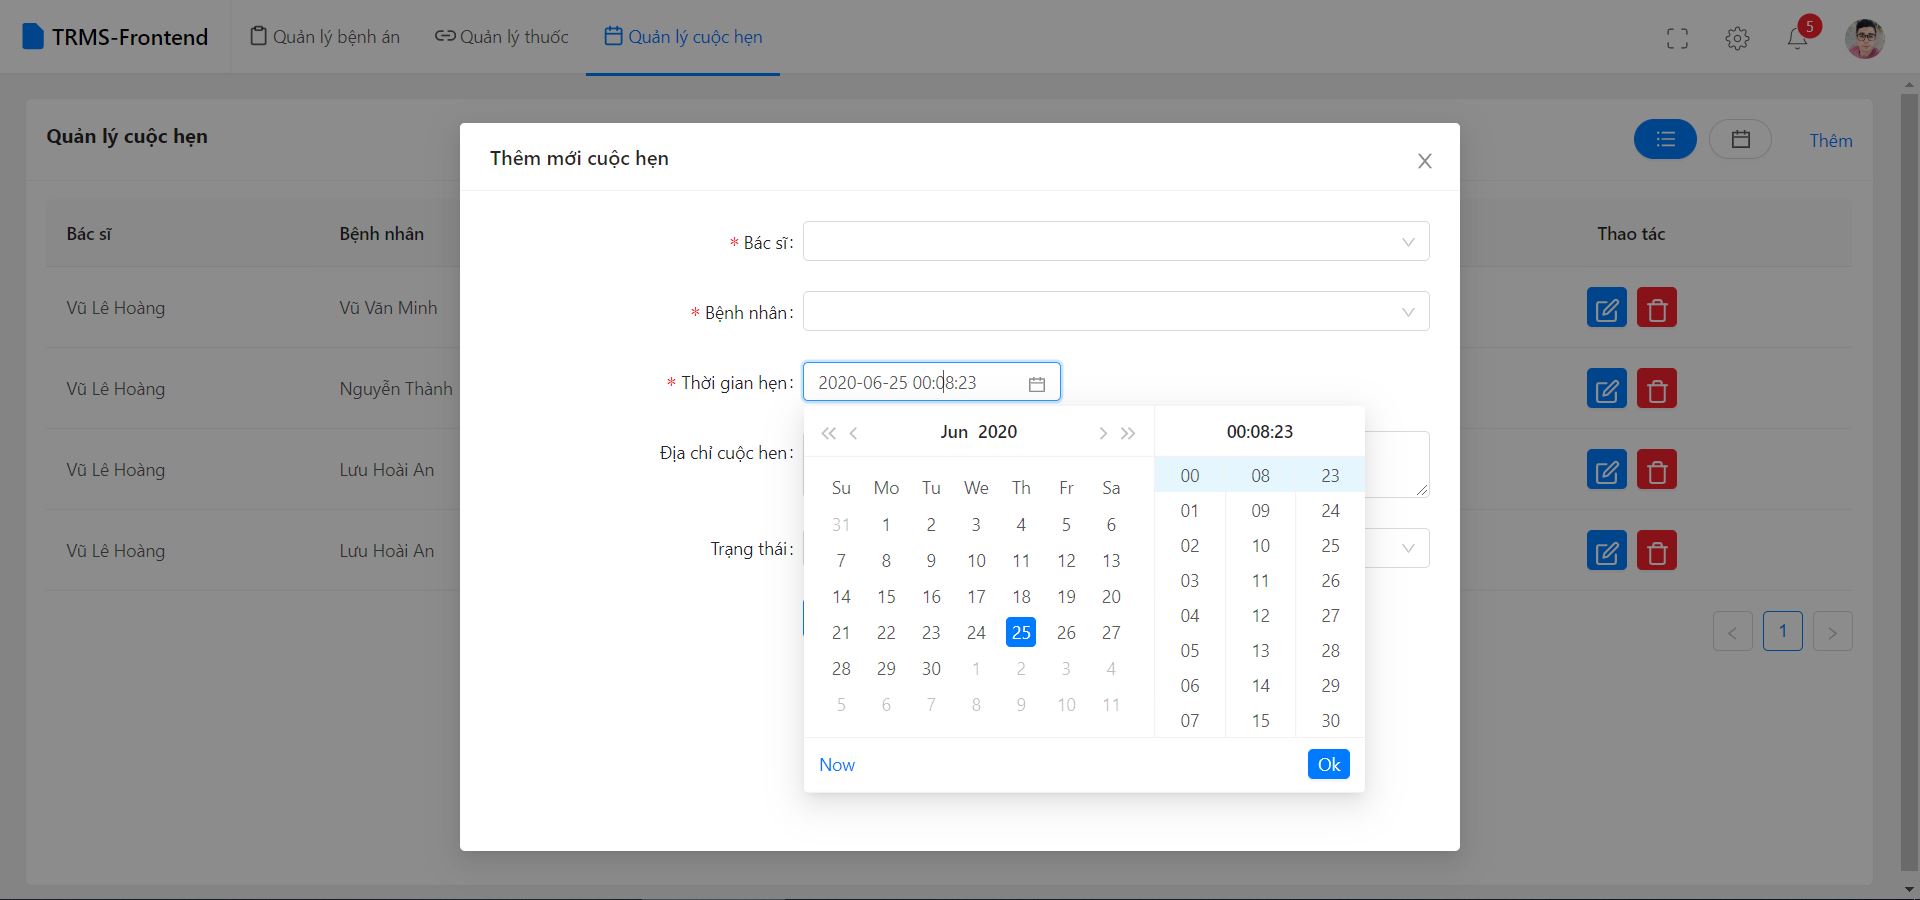 TRMS-Frontend
Quản lý bệnh án
Quản lý thuốc
Quản lý cuộc hẹn
5
Quản lý cuộc hẹn
Thêm
Bác sĩ
Bệnh nhân
Thao tác
Vũ Lê Hoàng
Vũ Văn Minh
Vũ Lê Hoàng
Nguyễn Thành
Vũ Lê Hoàng
Lưu Hoài An
Vũ Lê Hoàng
Lưu Hoài An
< 1 >
Thêm mới cuộc hẹn
* Bác sĩ:
* Bệnh nhân:
* Thời gian hẹn:
2020-06-25 00:08:23
Địa chỉ cuộc hen:
Trạng thái:
Jun 2020
Su Mo Tu We Th Fr Sa
31 1 2 3 4 5 6
7 8 9 10 11 12 13
14 15 16 17 18 19 20
21 22 23 24 25 26 27
28 29 30 1 2 3 4
5 6 7 8 9 10 11
00:08:23
00 08 23
01 09 24
02 10 25
03 11 26
04 12 27
05 13 28
06 14 29
07 15 30
Now
Ok